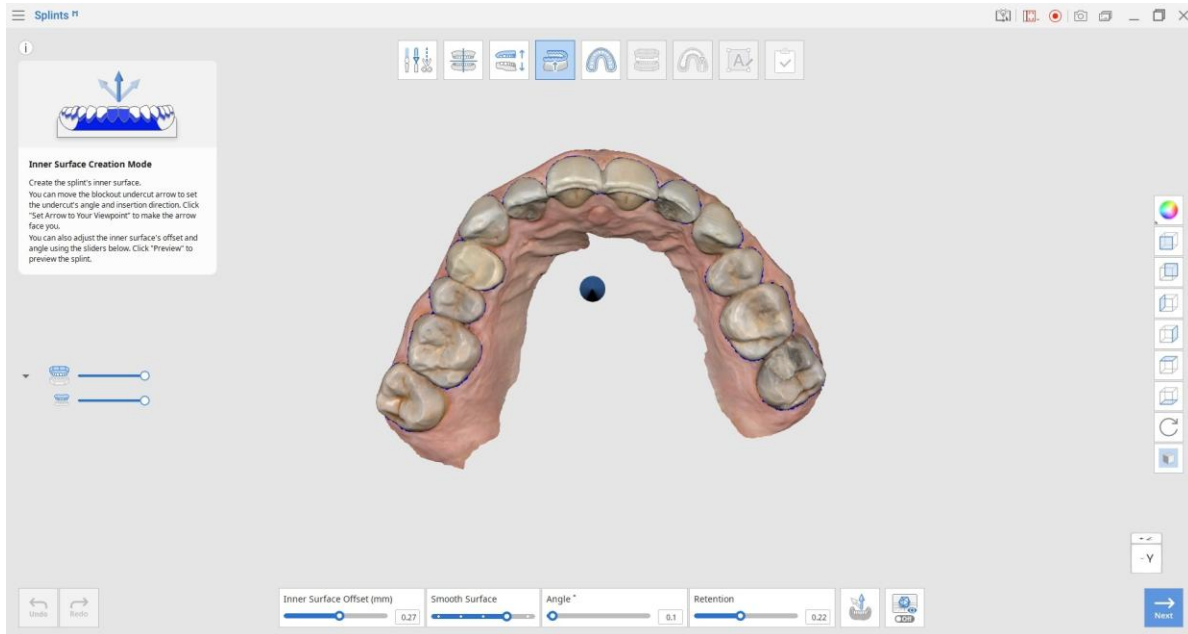 Splints
Inner Surface Creation Mode
Create the splint's inner surface.
You can move the blockout undercut arrow to set
the undercut's angle and insertion direction. Click
"Set Arrow to Your Viewpoint" to make the arrow
face you.
You can also adjust the inner surface's offset and
angle using the sliders below. Click "Preview" to
preview the splint.
- Y
Undo
Redo
Inner Surface Offset (mm)
0.27
Smooth Surface
Angle °
0.1
Retention
0.22
Off
Next